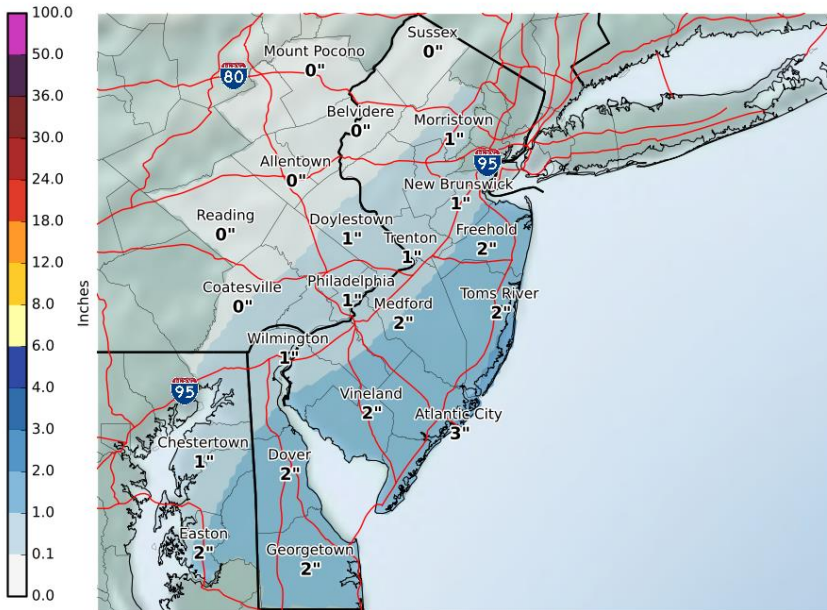 100.0
50.0
36.0
30.0
24.0
18.0
12.0
8.0
6.0
4.0
3.0
2.0
1.0
0.1
0.0
Inches
Sussex
0"
Mount Pocono
0"
80
Belvidere
0"
Morristown
1"
95
Allentown
0"
New Brunswick
1"
Reading
0"
Doylestown
1"
Trenton
1"
Freehold
2"
Coatesville
0"
Philadelphia
1"
Medford
2"
Toms River
2"
Wilmington
1"
95
Vineland
2"
Atlantic City
3"
Chestertown
1"
Dover
2"
Easton
2"
Georgetown
2"